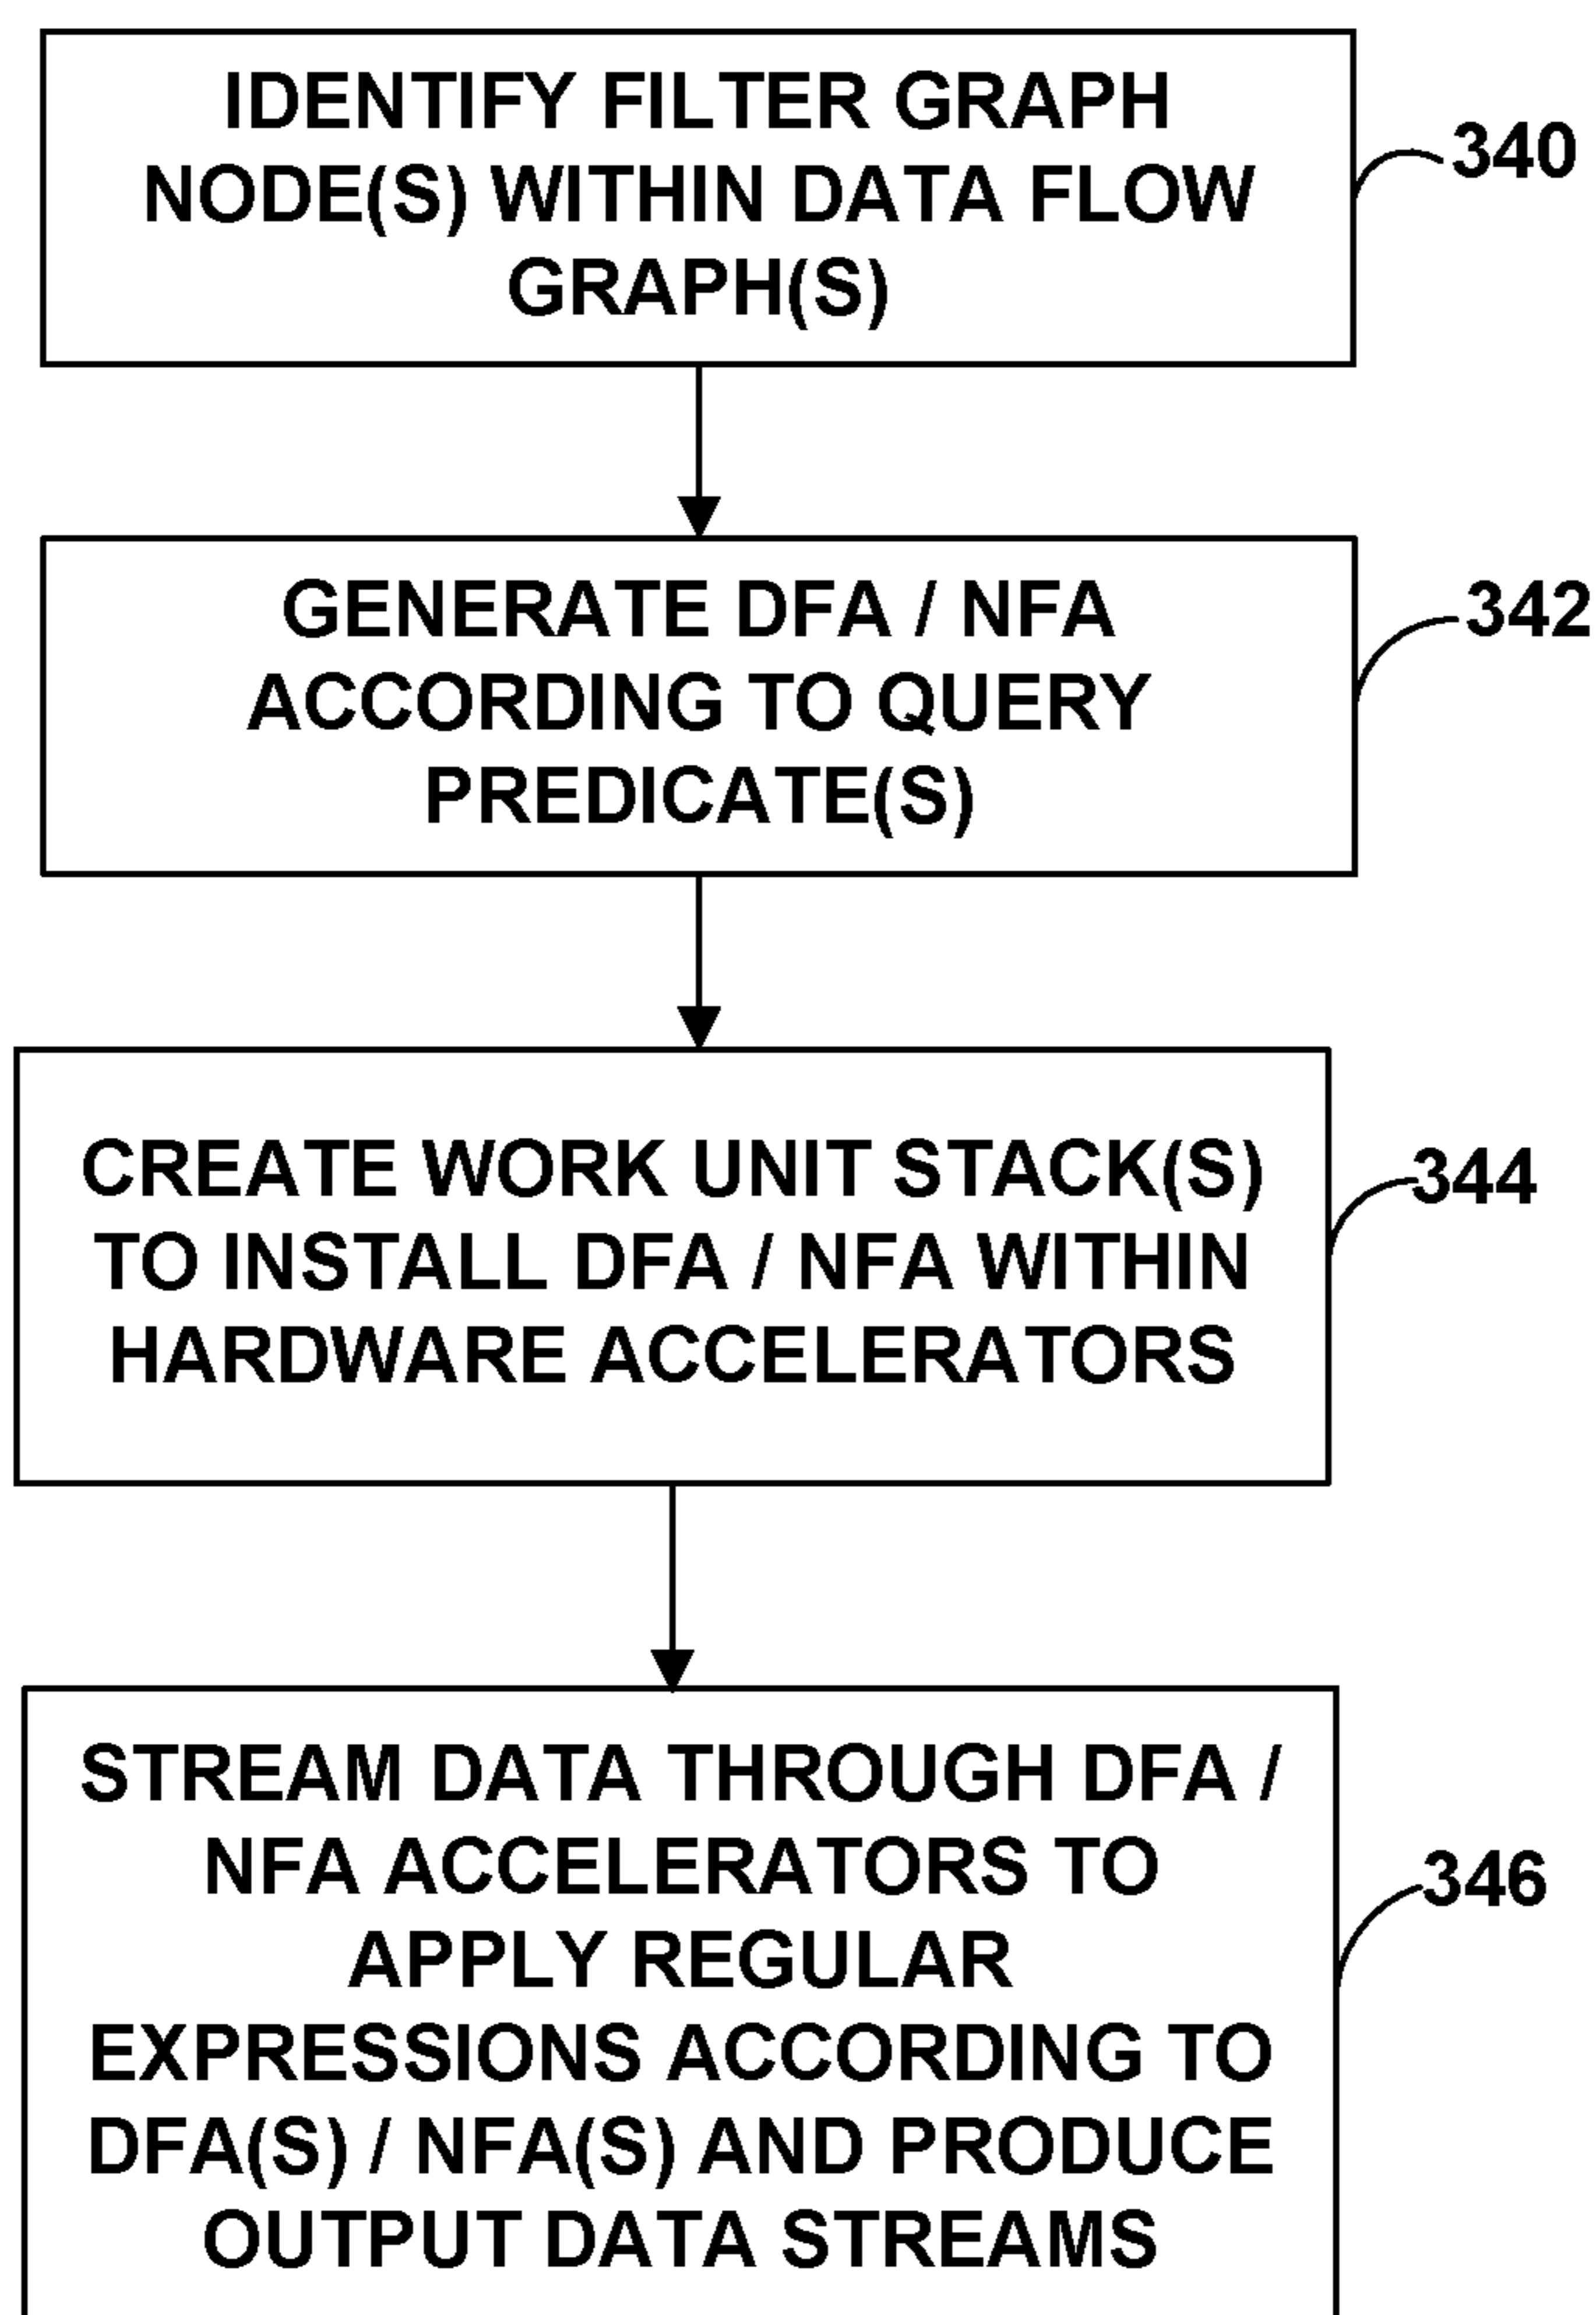 IDENTIFY FILTER GRAPH
NODE(S) WITHIN DATA FLOW
GRAPH(S)
340
GENERATE DFA / NFA
ACCORDING TO QUERY
PREDICATE(S)
342
CREATE WORK UNIT STACK(S)
TO INSTALL DFA / NFA WITHIN
HARDWARE ACCELERATORS
344
STREAM DATA THROUGH DFA /
NFA ACCELERATORS TO
APPLY REGULAR
EXPRESSIONS ACCORDING TO
DFA(S) / NFA(S) AND PRODUCE
OUTPUT DATA STREAMS
346